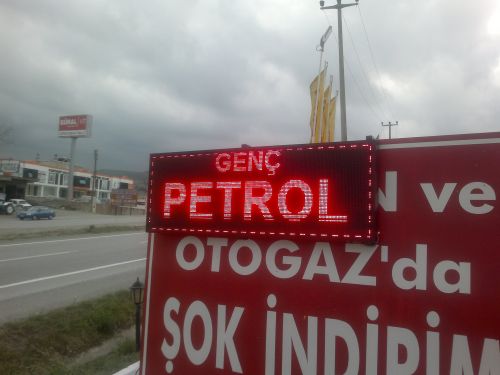 GENÇ
PETROL
N ve
OTOGAZ'da
ŞOK İNDİRİM